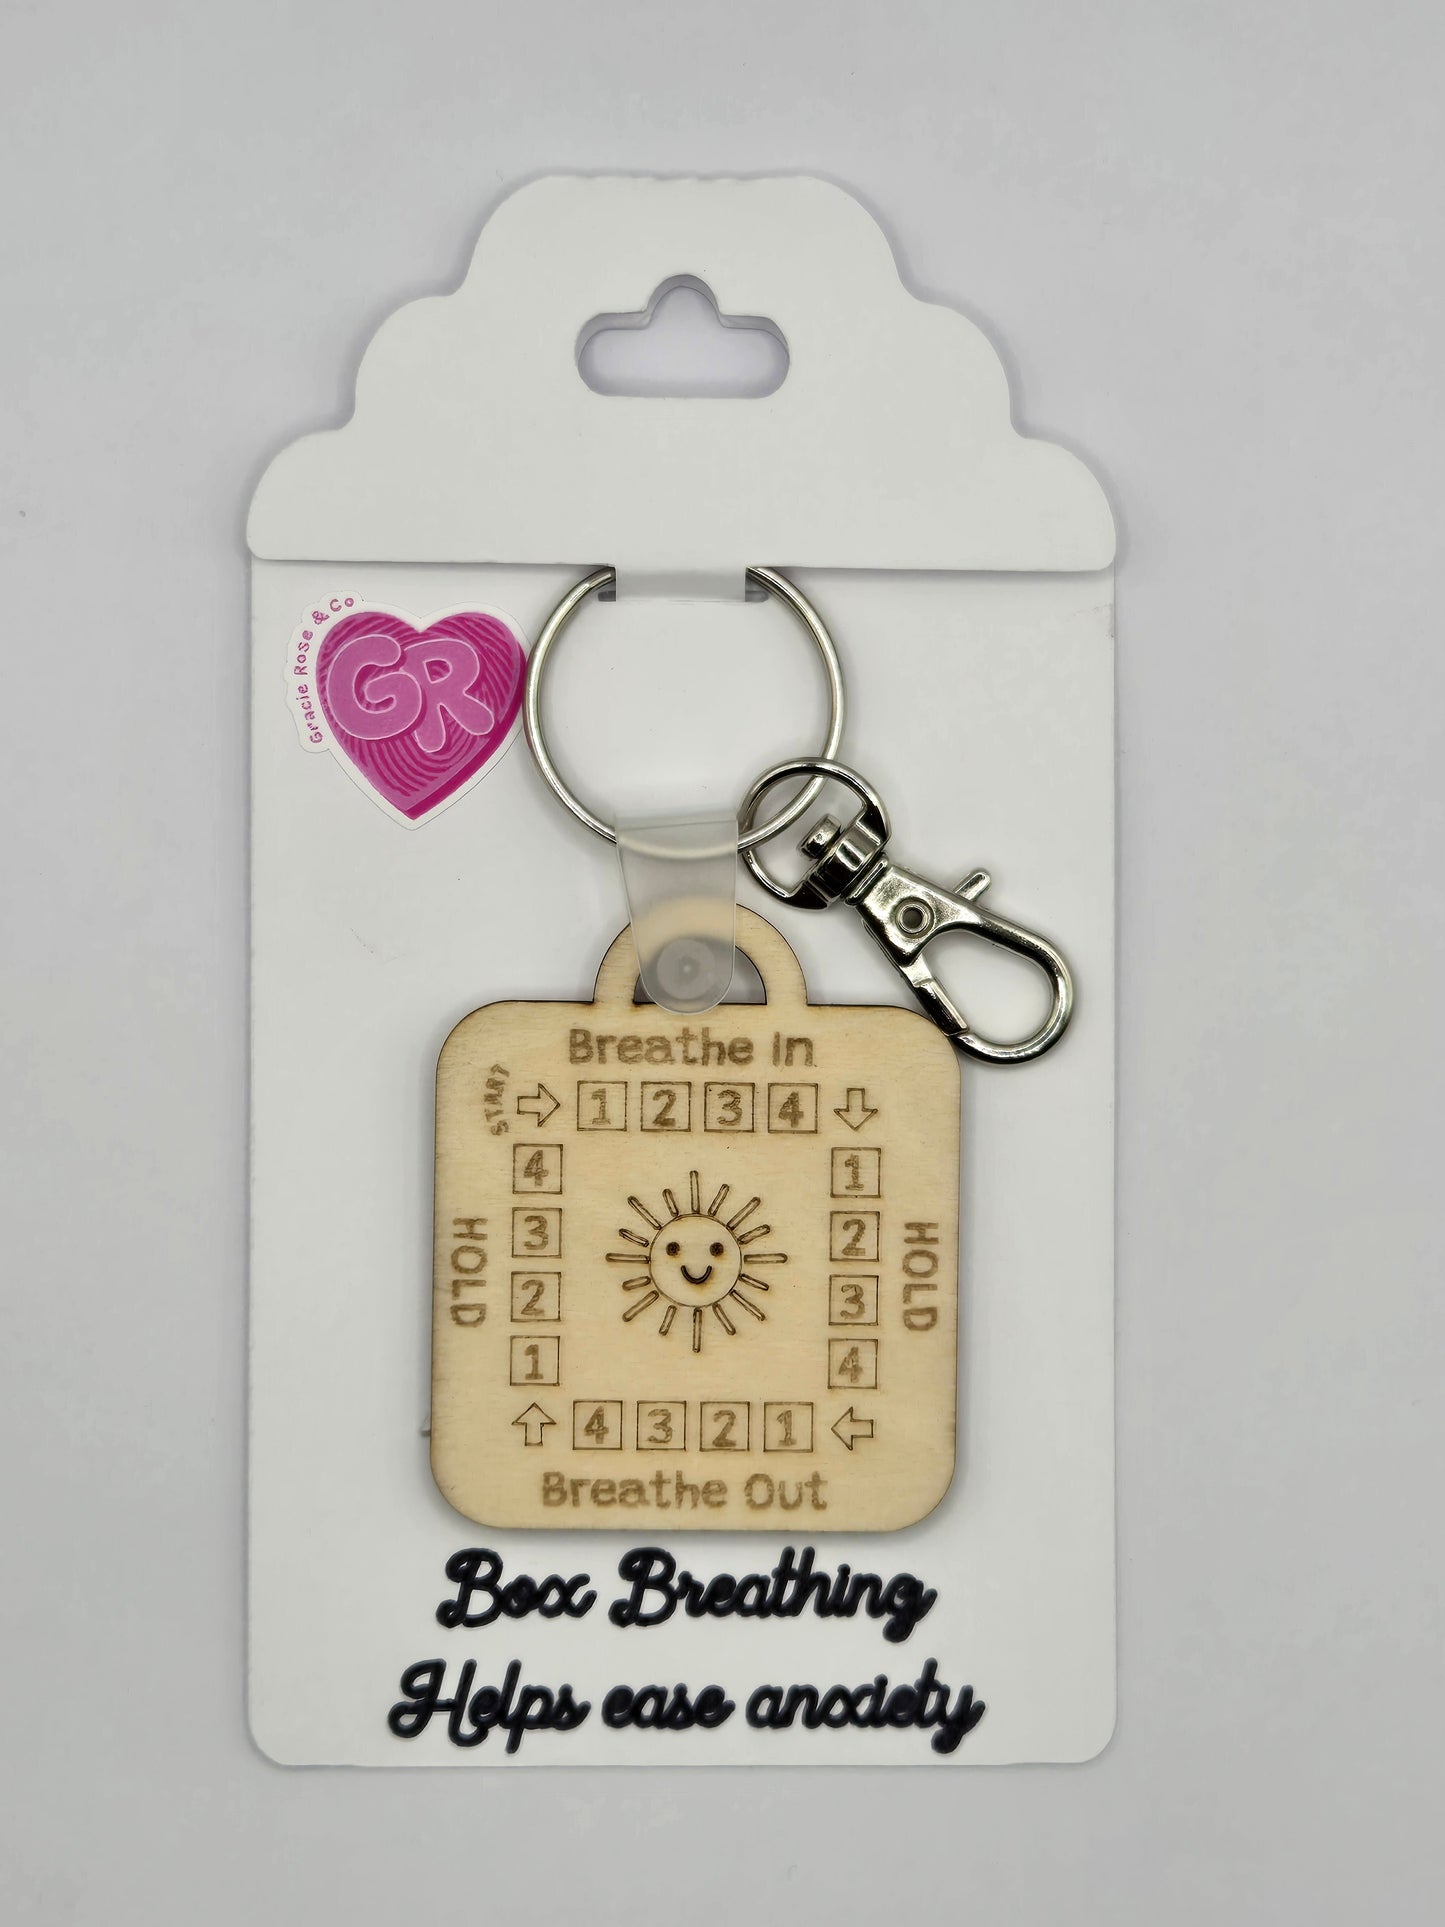 Gracie Rose & Co
GR
Breathe In
START
1 2 3 4
1
2
3
4
HOLD
1 2 3 4
Breathe Out
1
2
3
4
HOLD
Box Breathing
Helps ease anxiety